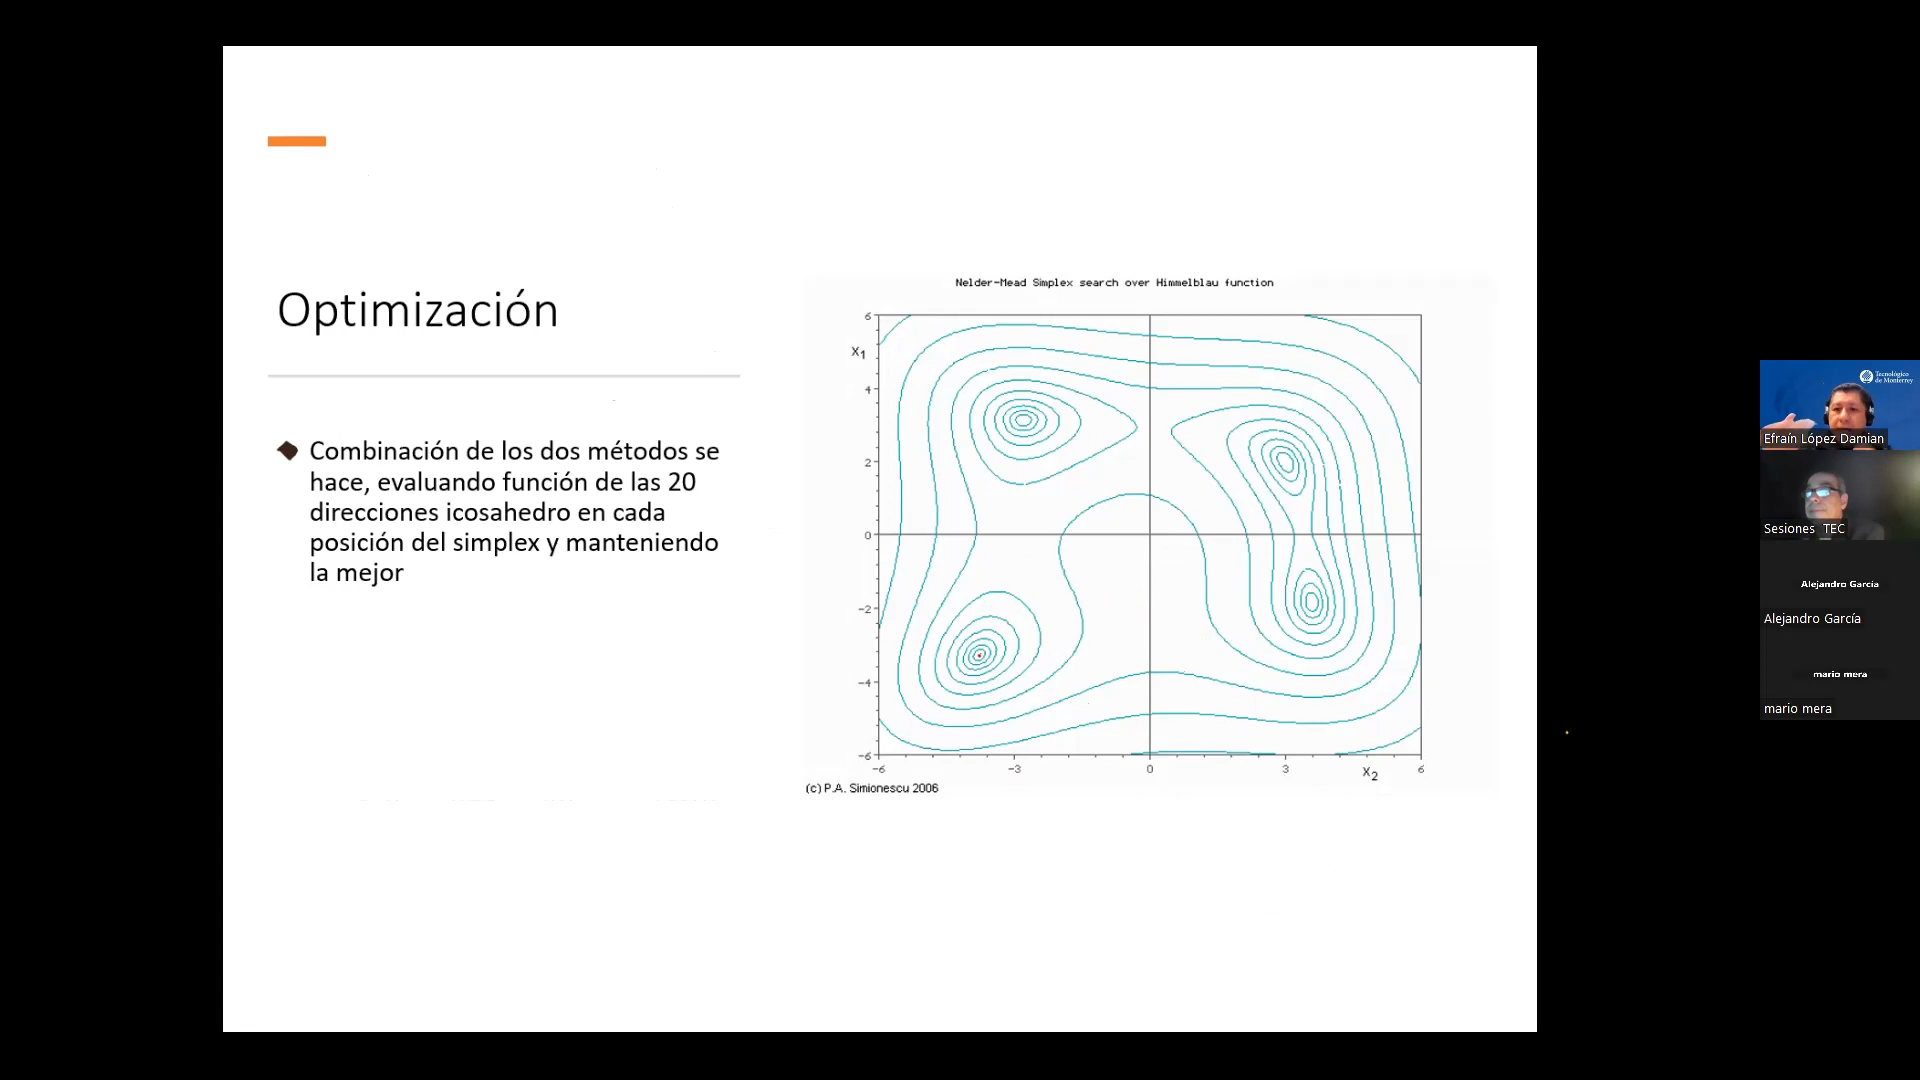 Optimización
Combinación de los dos métodos se
hace, evaluando función de las 20
direcciones icosahedro en cada
posición del simplex y manteniendo
la mejor
Nelder-Mead Simplex search over Himmelblau function
6
X1
4
2
0
-2
-4
-6
-6
-3
0
3
X2
6
(c) P.A. Simionescu 2006
Tecnológico
de Monterrey
Efraín López Damian
Sesiones TEC
Alejandro García
Alejandro García
mario mera
mario mera